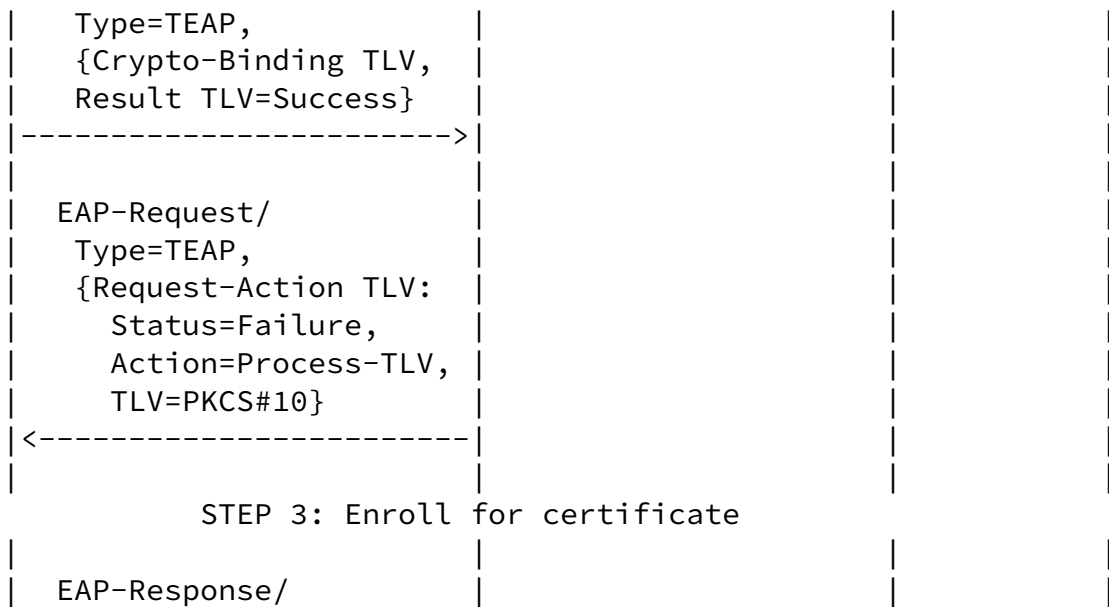 |   Type=TEAP,            |                      |           |
|   {Crypto-Binding TLV,  |                      |           |
|   Result TLV=Success}   |                      |           |
|------------------------>|                      |           |
|                         |                      |           |
|  EAP-Request/           |                      |           |
|   Type=TEAP,            |                      |           |
|   {Request-Action TLV:  |                      |           |
|     Status=Failure,     |                      |           |
|     Action=Process-TLV, |                      |           |
|     TLV=PKCS#10}        |                      |           |
|<------------------------|                      |           |
|                         |                      |           |
          STEP 3: Enroll for certificate
|                         |                      |           |
|  EAP-Response/          |                      |           |